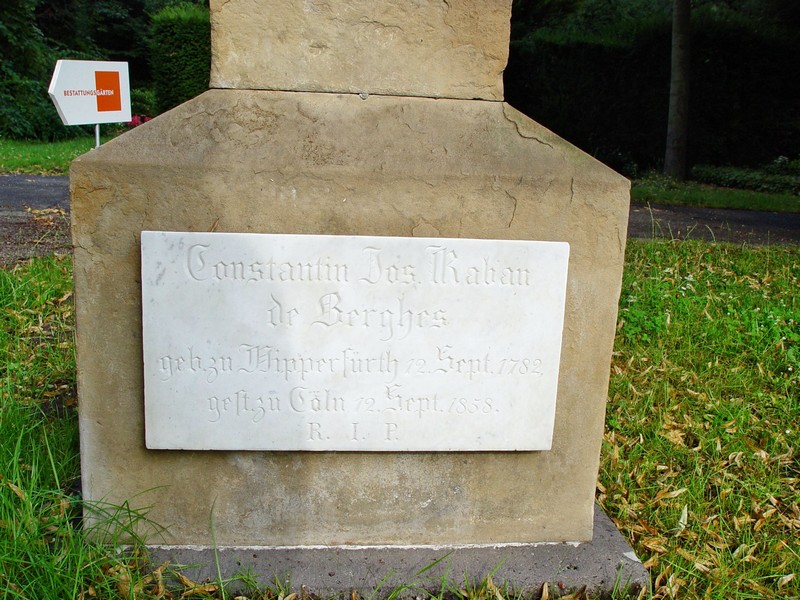 BESTATTUNGSGÄRTEN
Constantin Jos. Raban
de Berghes
geb. zu Wipperfürth 12. Sept. 1782,
gest. zu Cöln 12. Sept. 1858.
R. I. P.